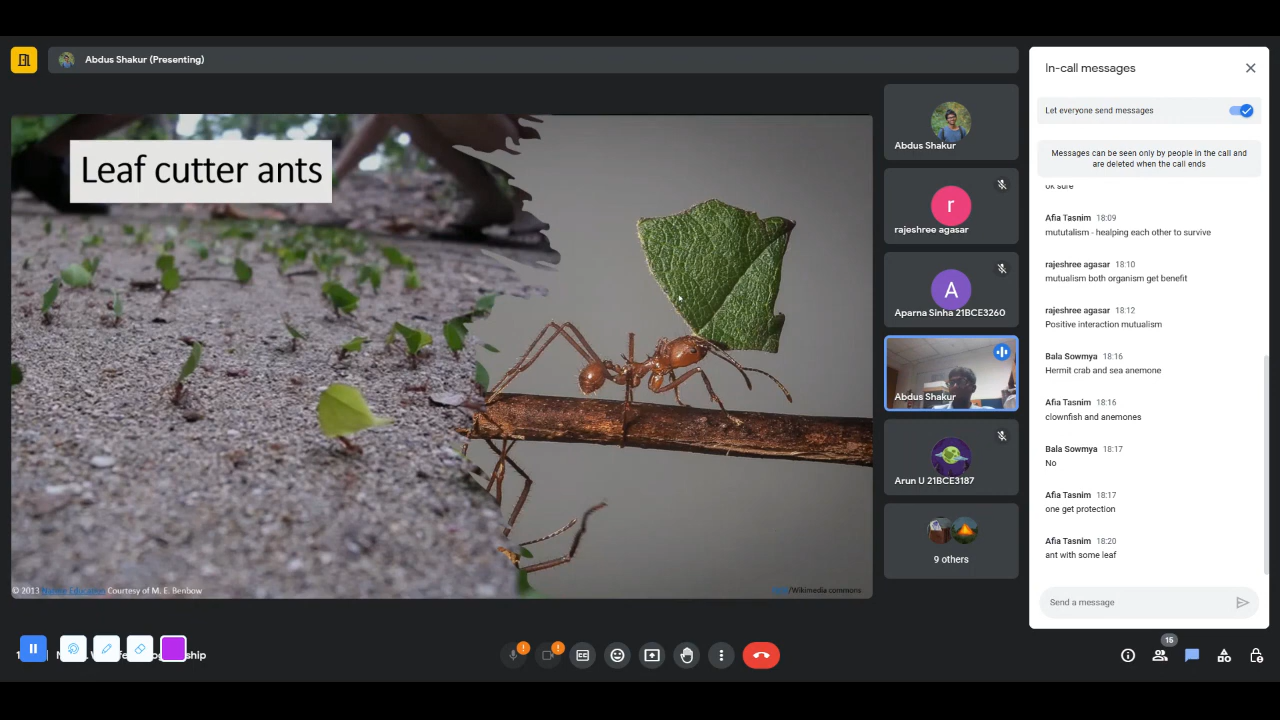 Abdus Shakur (Presenting)
Leaf cutter ants
© 2013 Courtesy of M. E. Benbow
/Wikimedia commons
Abdus Shakur
r
rajeshree agasar
A
Aparna Sinha 21BCE3260
Abdus Shakur
Arun U 21BCE3187
9 others
In-call messages
Let everyone send messages
Messages can be seen only by people in the call and
are deleted when the call ends
ok sure
Afia Tasnim 18:09
mututalism - healping each other to survive
rajeshree agasar 18:10
mutualism both organism get benefit
rajeshree agasar 18:12
Positive interaction mutualism
Bala Sowmya 18:16
Hermit crab and sea anemone
Afia Tasnim 18:16
clownfish and anemones
Bala Sowmya 18:17
No
Afia Tasnim 18:17
one get protection
Afia Tasnim 18:20
ant with some leaf
Send a message
15